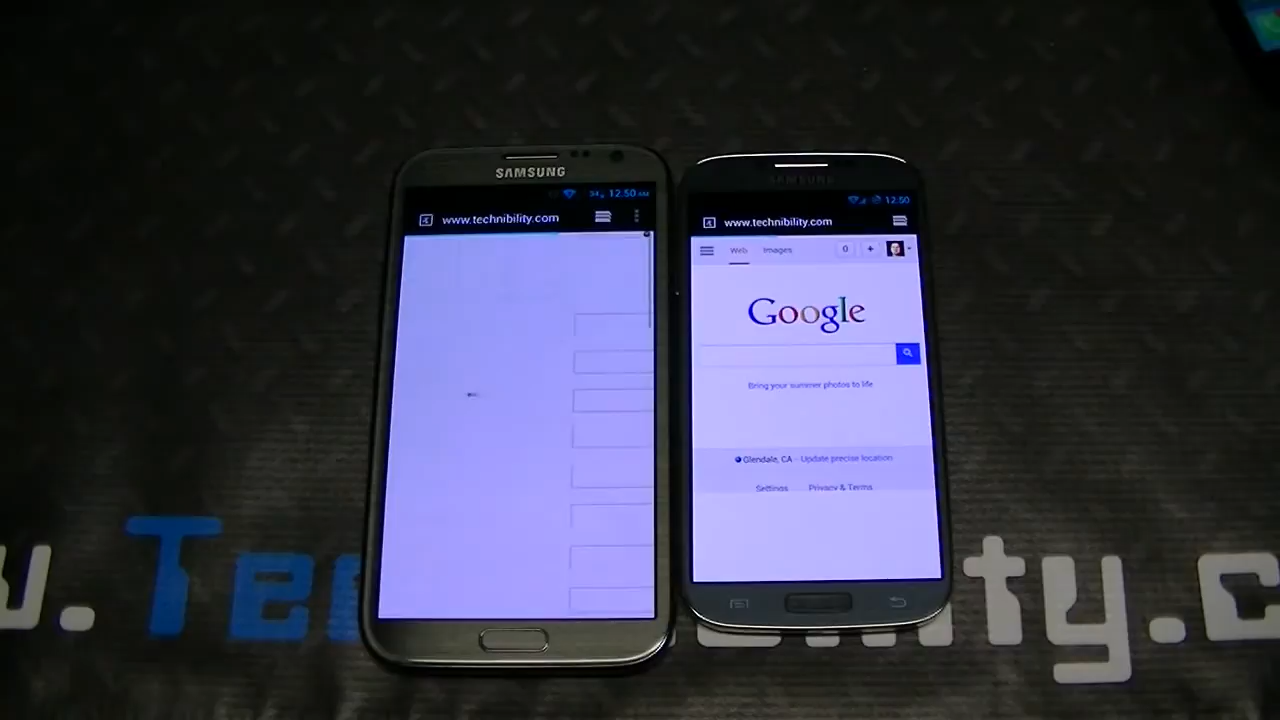 SAMSUNG
12.50 AM
www.technibility.com
SAMSUNG
12.50
www.technibility.com
Web Images 0 +
Google
Bring your summer photos to life
Glendale, CA - Update precise location
Settings Privacy & Terms